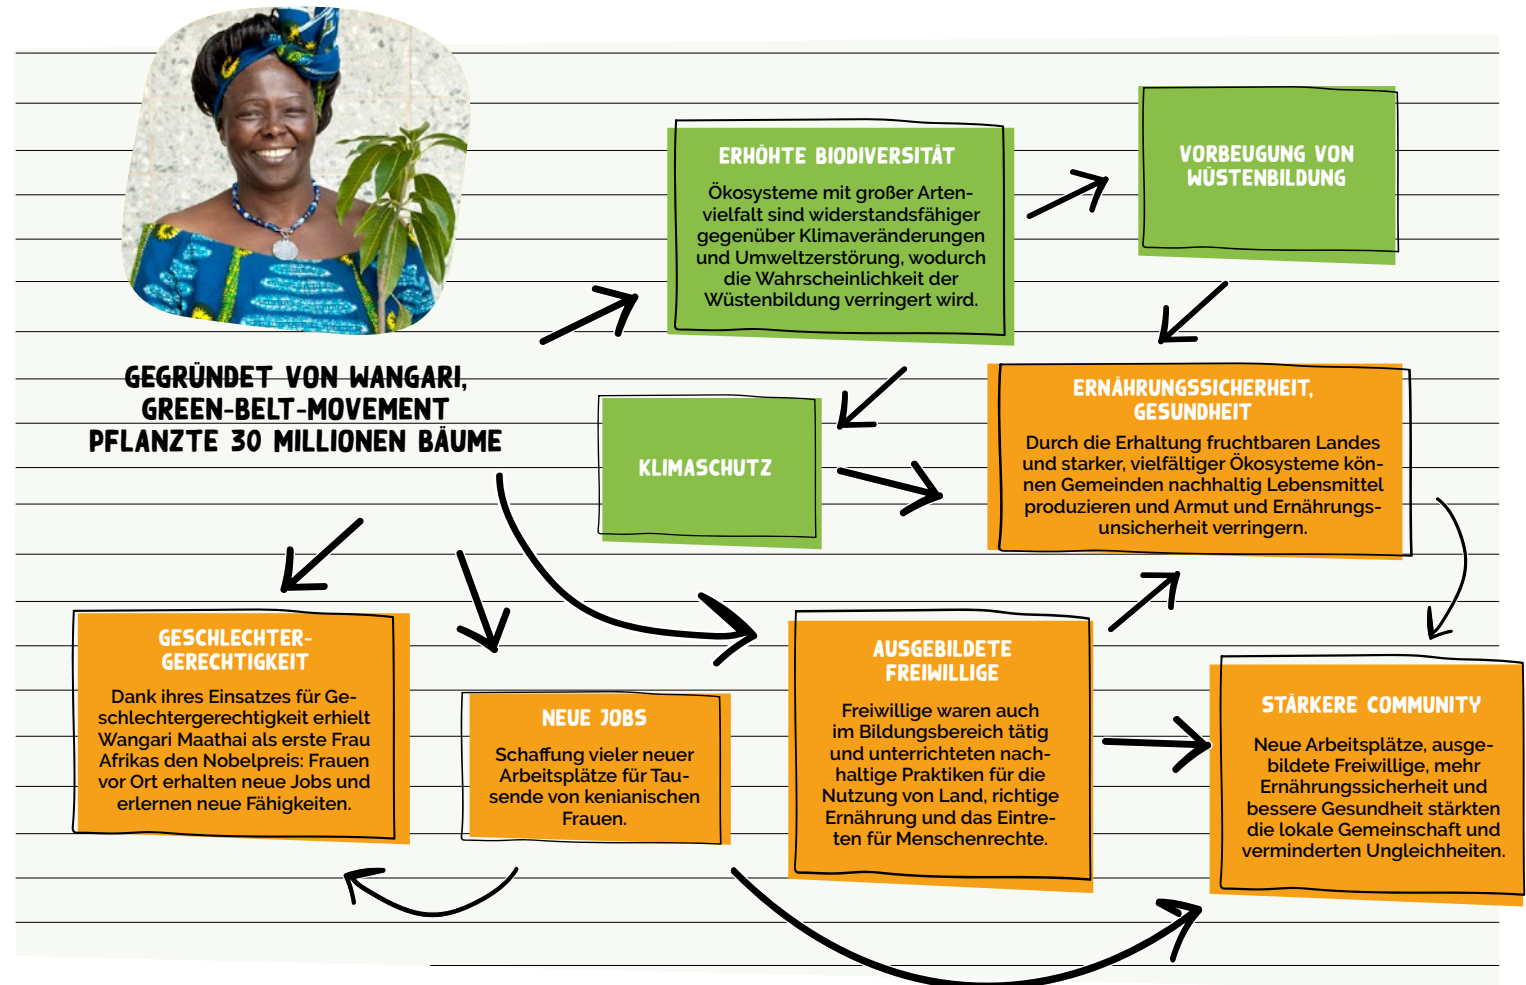 GEGRÜNDET VON WANGARI,
GREEN-BELT-MOVEMENT
PFLANZTE 30 MILLIONEN BÄUME
ERHÖHTE BIODIVERSITÄT
Ökosysteme mit großer Arten-
vielfalt sind widerstandsfähiger
gegenüber Klimaveränderungen
und Umweltzerstörung, wodurch
die Wahrscheinlichkeit der
Wüstenbildung verringert wird.
VORBEUGUNG VON
WÜSTENBILDUNG
KLIMASCHUTZ
ERNÄHRUNGSSICHERHEIT,
GESUNDHEIT
Durch die Erhaltung fruchtbaren Landes
und starker, vielfältiger Ökosysteme kön-
nen Gemeinden nachhaltig Lebensmittel
produzieren und Armut und Ernährungs-
unsicherheit verringern.
GESCHLECHTER-
GERECHTIGKEIT
Dank ihres Einsatzes für Ge-
schlechtergerechtigkeit erhielt
Wangari Maathai als erste Frau
Afrikas den Nobelpreis: Frauen
vor Ort erhalten neue Jobs und
erlernen neue Fähigkeiten.
NEUE JOBS
Schaffung vieler neuer
Arbeitsplätze für Tau-
sende von kenianischen
Frauen.
AUSGEBILDETE
FREIWILLIGE
Freiwillige waren auch
im Bildungsbereich tätig
und unterrichteten nach-
haltige Praktiken für die
Nutzung von Land, richtige
Ernährung und das Eintre-
ten für Menschenrechte.
STÄRKERE COMMUNITY
Neue Arbeitsplätze, ausge-
bildete Freiwillige, mehr
Ernährungssicherheit und
bessere Gesundheit stärkten
die lokale Gemeinschaft und
verminderten Ungleichheiten.